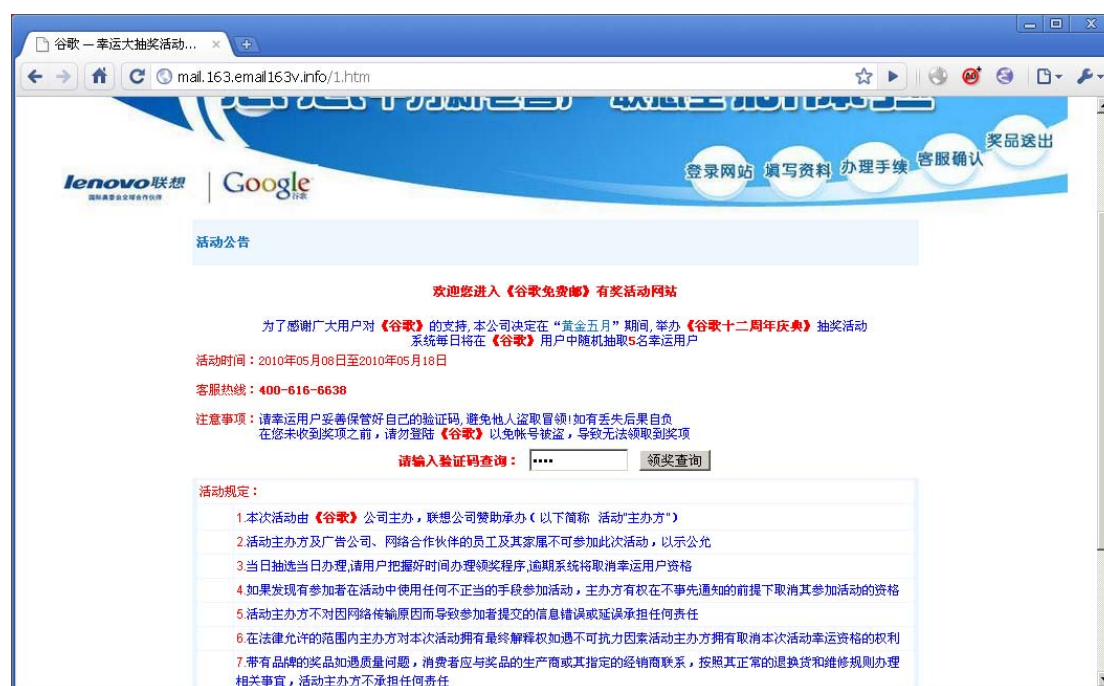 谷歌 — 幸运大抽奖活动...
mail.163.email163v.info/1.htm
登录网站 填写资料 办理手续 客服确认 奖品送出
lenovo联想
国际奥委会全球合作伙伴
Google
谷歌
活动公告
欢迎您进入《谷歌免费邮》有奖活动网站
为了感谢广大用户对《谷歌》的支持,本公司决定在“黄金五月”期间,举办《谷歌十二周年庆典》抽奖活动
系统每日将在《谷歌》用户中随机抽取5名幸运用户
活动时间：2010年05月08日至2010年05月18日
客服热线：400-616-6638
注意事项：请幸运用户妥善保管好自己的验证码,避免他人盗取冒领!如有丢失后果自负
在您未收到奖项之前，请勿登陆《谷歌》以免帐号被盗，导致无法领取到奖项
请输入验证码查询： •••• 领奖查询
活动规定：
1.本次活动由《谷歌》公司主办，联想公司赞助承办(以下简称 活动"主办方")
2.活动主办方及广告公司、网络合作伙伴的员工及其家属不可参加此次活动，以示公允
3.当日抽选当日办理,请用户把握好时间办理领奖程序,逾期系统将取消幸运用户资格
4.如果发现有参加者在活动中使用任何不正当的手段参加活动，主办方有权在不事先通知的前提下取消其参加活动的资格
5.活动主办方不对因网络传输原因而导致参加者提交的信息错误或延误承担任何责任
6.在法律允许的范围内主办方对本次活动拥有最终解释权如遇不可抗力因素活动主办方拥有取消本次活动幸运资格的权利
7.带有品牌的奖品如遇质量问题，消费者应与奖品的生产商或其指定的经销商联系，按照其正常的退换货和维修规则办理
相关事宜，活动主办方不承担任何责任